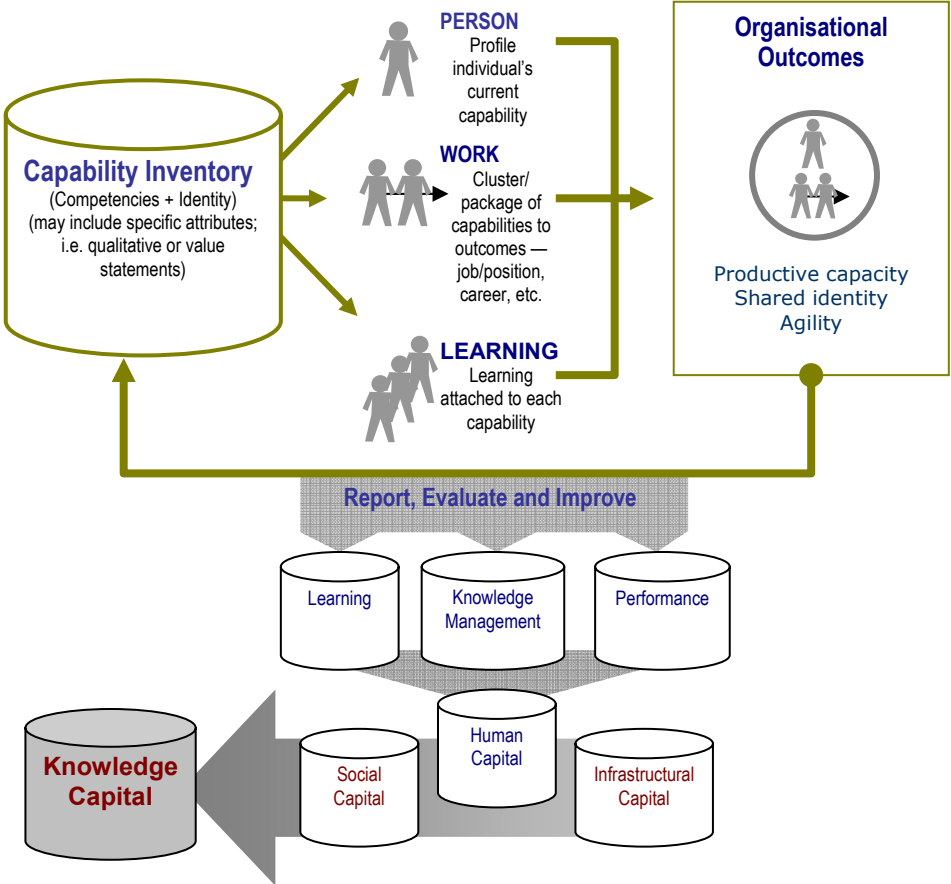 Capability Inventory
(Competencies + Identity)
(may include specific attributes;
i.e. qualitative or value
statements)
PERSON
Profile
individual's
current
capability
WORK
Cluster/
package of
capabilities to
outcomes —
job/position,
career, etc.
LEARNING
Learning
attached to each
capability
Organisational
Outcomes
Productive capacity
Shared identity
Agility
Report, Evaluate and Improve
Learning
Knowledge
Management
Performance
Human
Capital
Social
Capital
Infrastructural
Capital
Knowledge
Capital